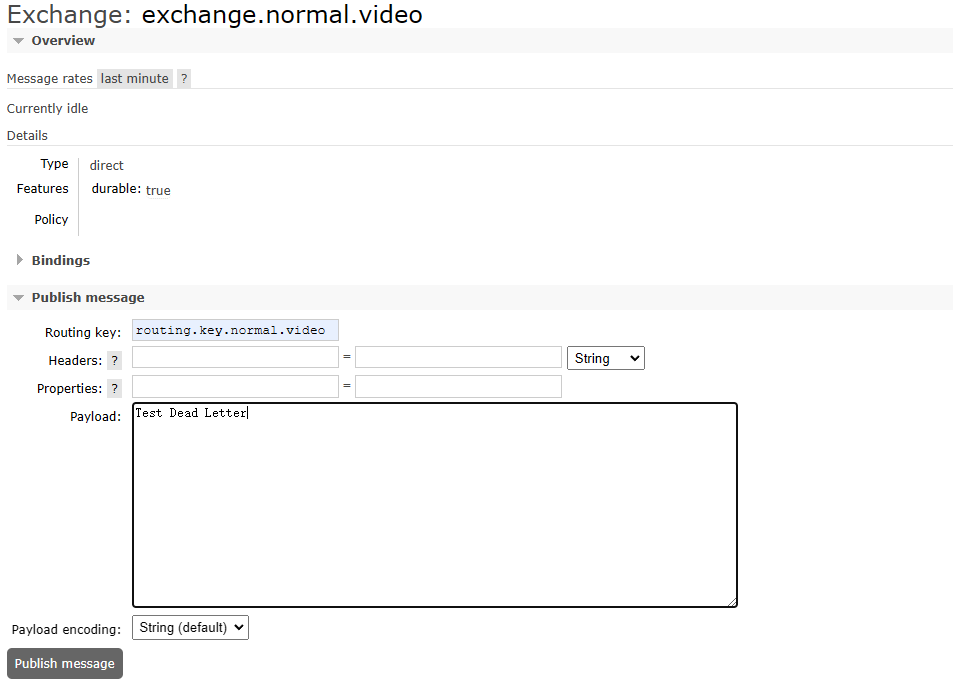 Exchange: exchange.normal.video
Overview
Message rates last minute ?
Currently idle
Details
Type direct
Features durable: true
Policy
Bindings
Publish message
Routing key: routing.key.normal.video
Headers: ? = String
Properties: ? =
Payload: Test Dead Letter
Payload encoding: String (default)
Publish message